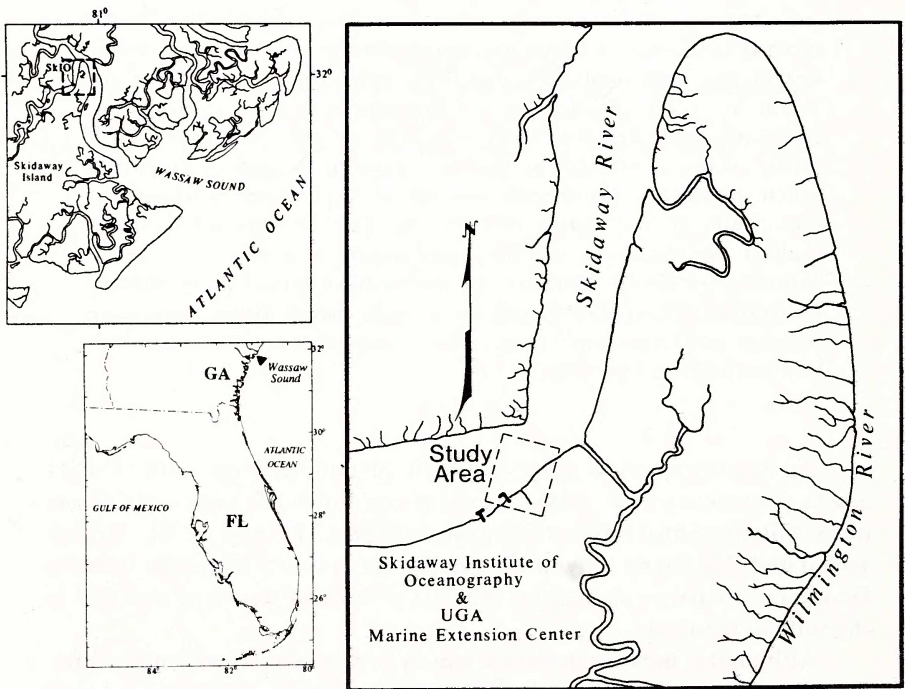 81°
32°
SkIO
Skidaway
Island
WASSAW SOUND
ATLANTIC OCEAN
32°
GA
Wassaw
Sound
30°
ATLANTIC
OCEAN
GULF OF MEXICO
FL
28°
26°
84°
82°
80°
Skidaway River
N
Study
Area
Wilmington River
Skidaway Institute of
Oceanography
&
UGA
Marine Extension Center